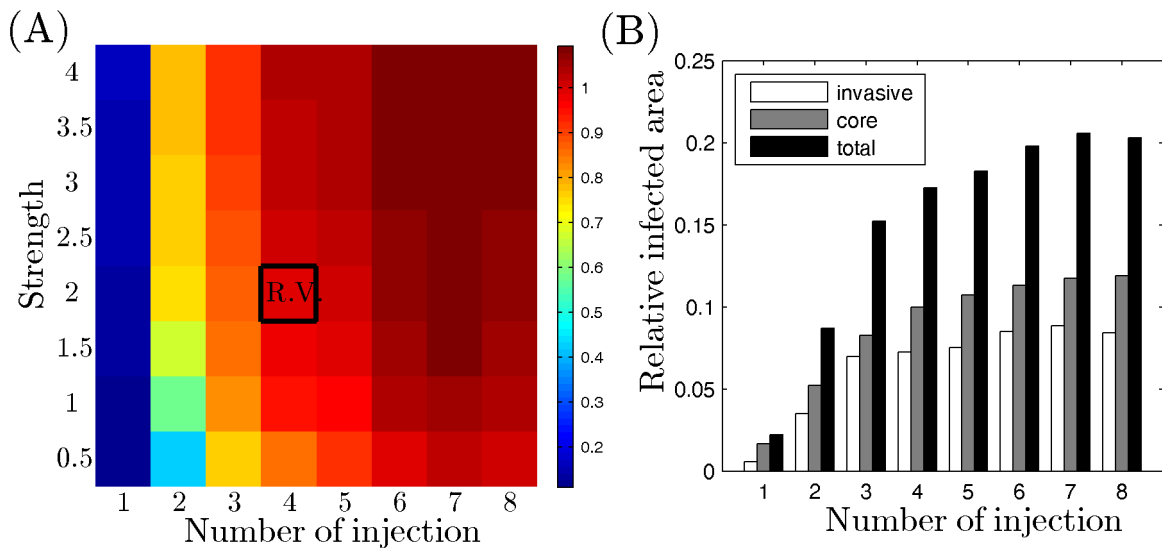 (A)
Strength
4
3.5
3
2.5
2
1.5
1
0.5
R.V.
1 2 3 4 5 6 7 8
Number of injection
1
0.9
0.8
0.7
0.6
0.5
0.4
0.3
0.2
(B)
Relative infected area
0.25
0.2
0.15
0.1
0.05
0
invasive
core
total
1 2 3 4 5 6 7 8
Number of injection